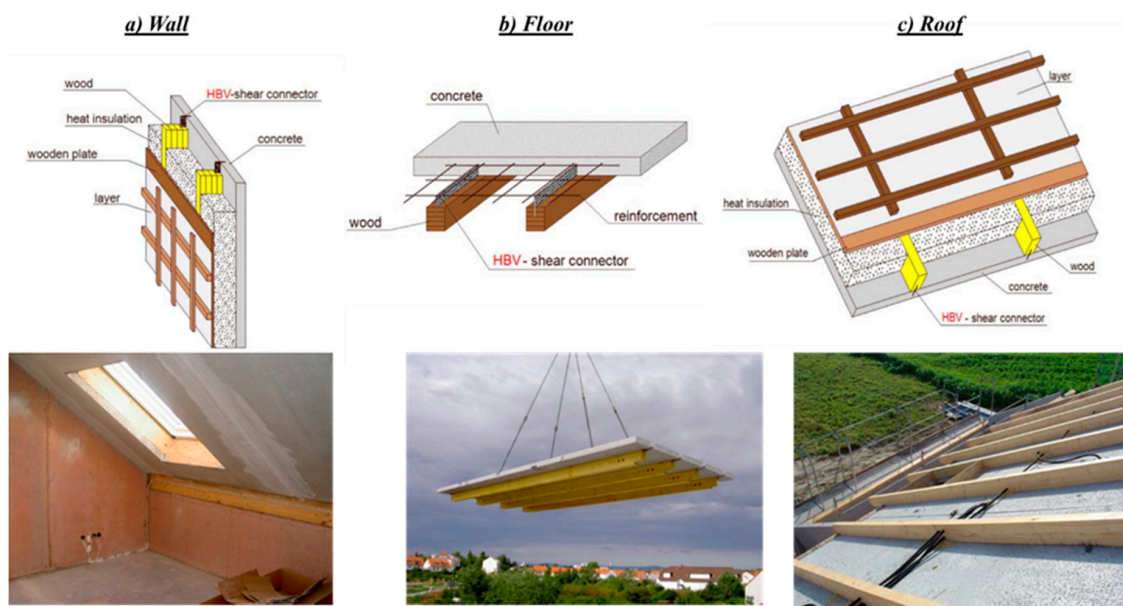 a) Wall
b) Floor
c) Roof
wood
HBV-shear connector
heat insulation
concrete
wooden plate
layer
concrete
wood
reinforcement
HBV- shear connector
layer
heat insulation
wooden plate
wood
concrete
HBV - shear connector